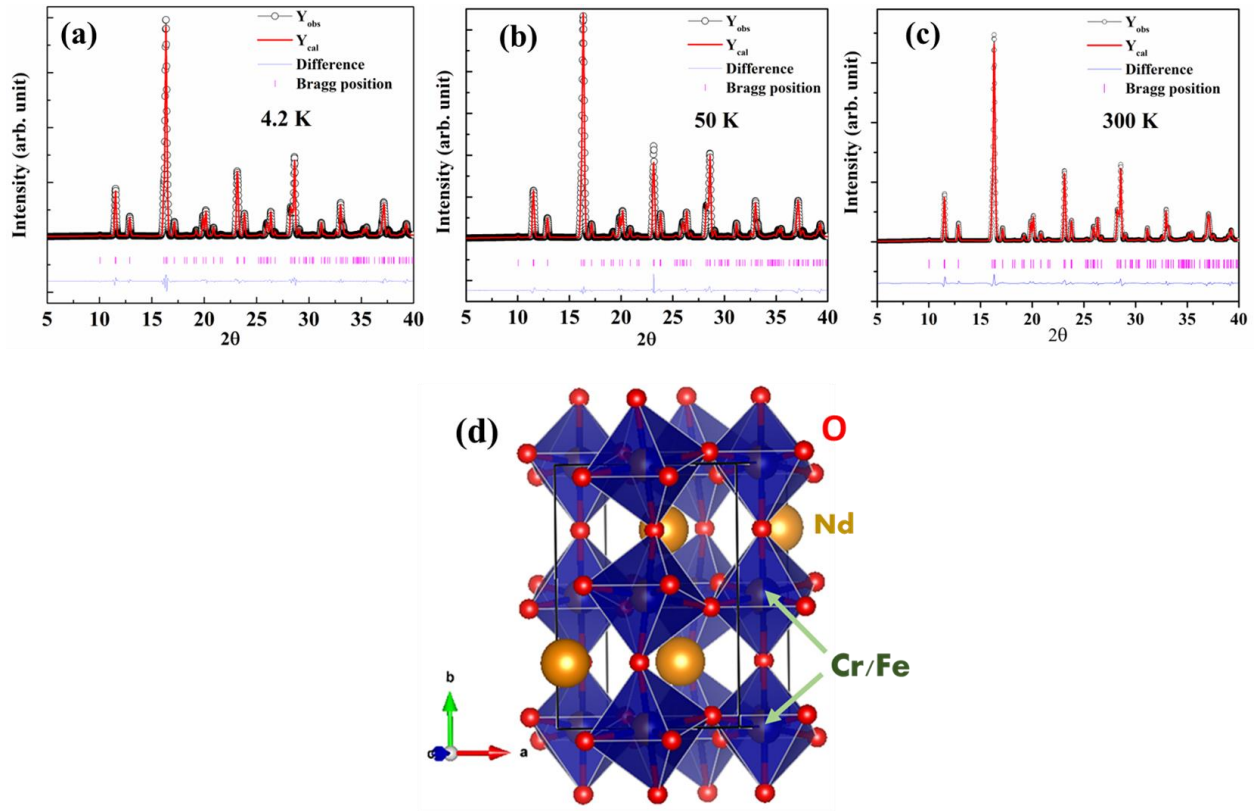 (a)
Y_obs
Y_cal
Difference
Bragg position
4.2 K
Intensity (arb. unit)
5 10 15 20 25 30 35 40
2θ
(b)
Y_obs
Y_cal
Difference
Bragg position
50 K
Intensity (arb. unit)
5 10 15 20 25 30 35 40
2θ
(c)
Y_obs
Y_cal
Difference
Bragg position
300 K
Intensity (arb. unit)
5 10 15 20 25 30 35 40
2θ
(d)
O
Nd
Cr/Fe
b
a